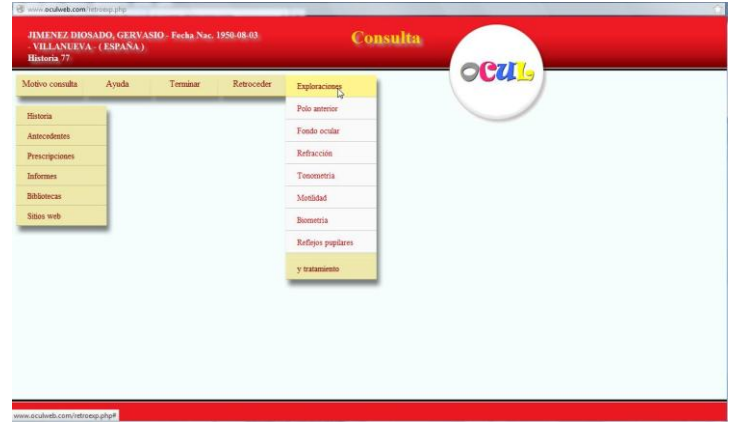 www.oculweb.com/retroexp.php
JIMENEZ DIOSADO, GERVASIO - Fecha Nac. 1950-08-03
- VILLANUEVA - ( ESPAÑA )
Historia 77
Consulta
OCUL
Motivo consulta Ayuda Terminar Retroceder Exploraciones
Historia
Antecedentes
Prescripciones
Informes
Bibliotecas
Sitios web
Polo anterior
Fondo ocular
Refracción
Tonometría
Motilidad
Biometría
Reflejos pupilares
y tratamiento
www.oculweb.com/retroexp.php#